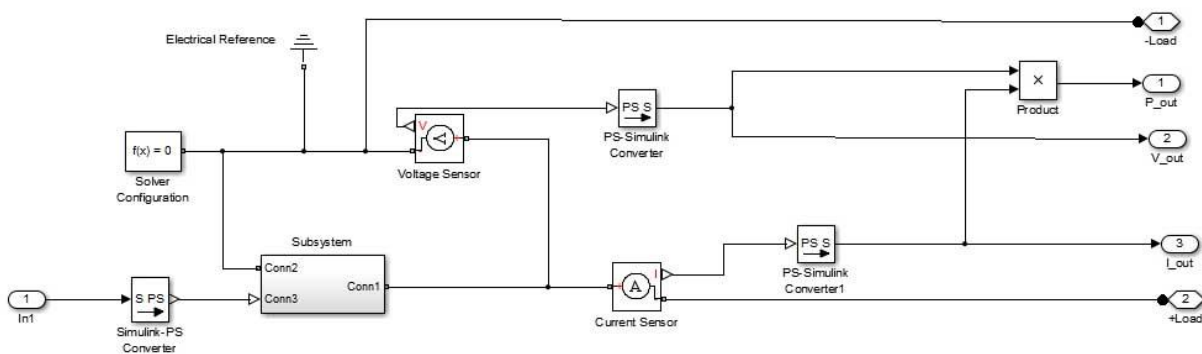 Electrical Reference
1
-Load
f(x) = 0
Solver
Configuration
V
+
Voltage Sensor
PS S
PS-Simulink
Converter
×
Product
1
P_out
2
V_out
Subsystem
Conn2
Conn3
Conn1
1
In1
S PS
Simulink-PS
Converter
+
A
I
Current Sensor
PS S
PS-Simulink
Converter1
3
I_out
2
+Load